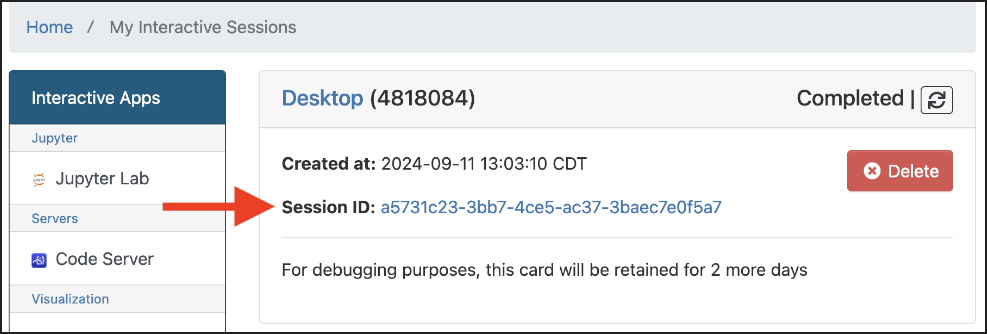 Home / My Interactive Sessions
Interactive Apps
Jupyter
Jupyter Lab
Servers
Code Server
Visualization
Desktop (4818084)
Completed |
Created at: 2024-09-11 13:03:10 CDT
Delete
Session ID: a5731c23-3bb7-4ce5-ac37-3baec7e0f5a7
For debugging purposes, this card will be retained for 2 more days